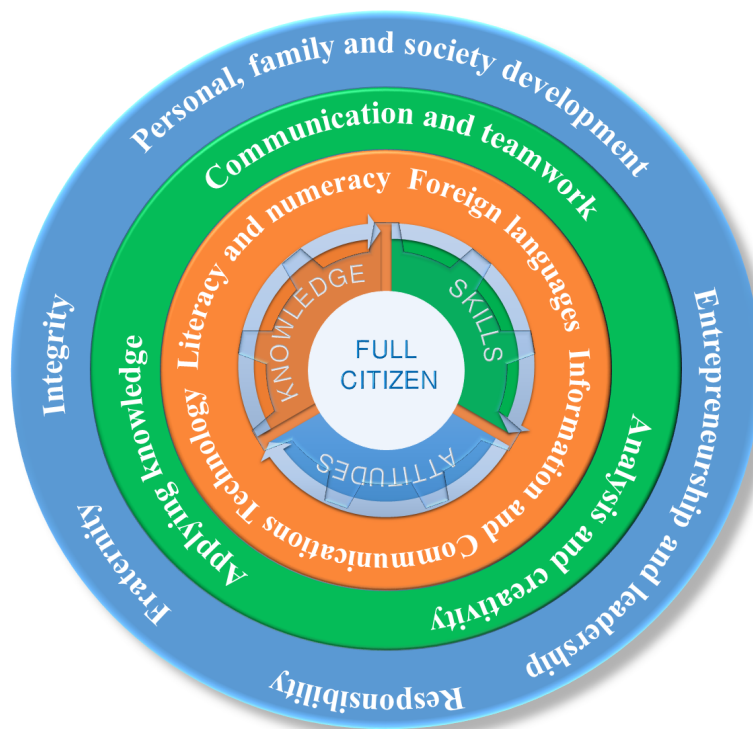 Personal, family and society development
Entrepreneurship and leadership
Responsibility
Fraternity
Integrity
Communication and teamwork
Analysis and creativity
Applying knowledge
Literacy and numeracy
Foreign languages
Information and Communications Technology
KNOWLEDGE
SKILLS
ATTITUDES
FULL
CITIZEN